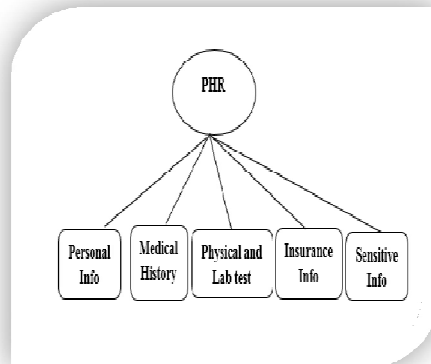 PHR
Personal
Info
Medical
History
Physical and
Lab test
Insurance
Info
Sensitive
Info